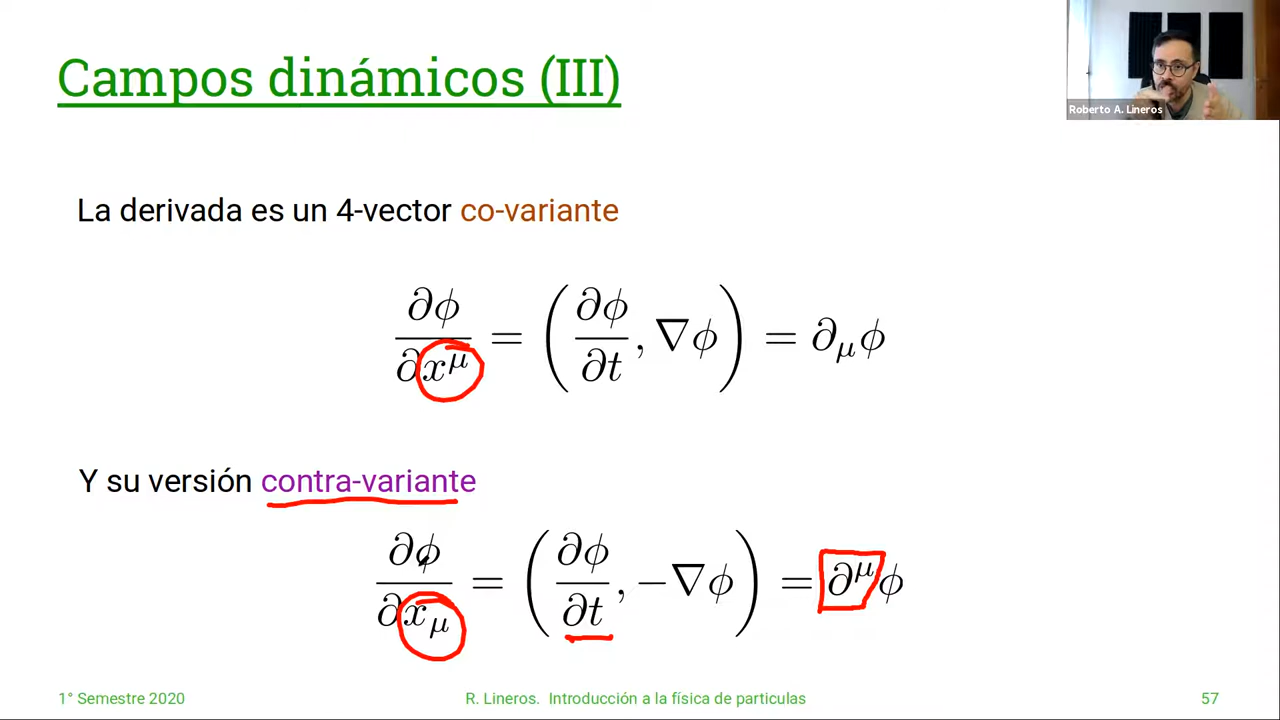 Campos dinámicos (III)
Roberto A. Lineros
La derivada es un 4-vector co-variante
∂ϕ/∂x^μ = (∂ϕ/∂t, ∇ϕ) = ∂_μϕ
Y su versión contra-variante
∂ϕ/∂x_μ = (∂ϕ/∂t, −∇ϕ) = ∂^μϕ
1° Semestre 2020 R. Lineros. Introducción a la física de particulas 57